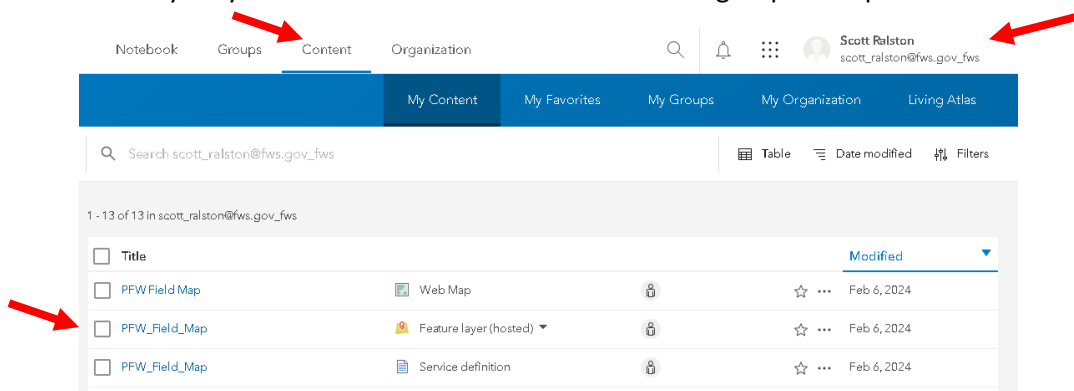 Notebook Groups Content Organization Scott Ralston
scott_ralston@fws.gov_fws
My Content My Favorites My Groups My Organization Living Atlas
Search scott_ralston@fws.gov_fws Table Date modified Filters
1 - 13 of 13 in scott_ralston@fws.gov_fws
Title Modified
PFW Field Map Web Map Feb 6, 2024
PFW_Field_Map Feature layer (hosted) Feb 6, 2024
PFW_Field_Map Service definition Feb 6, 2024